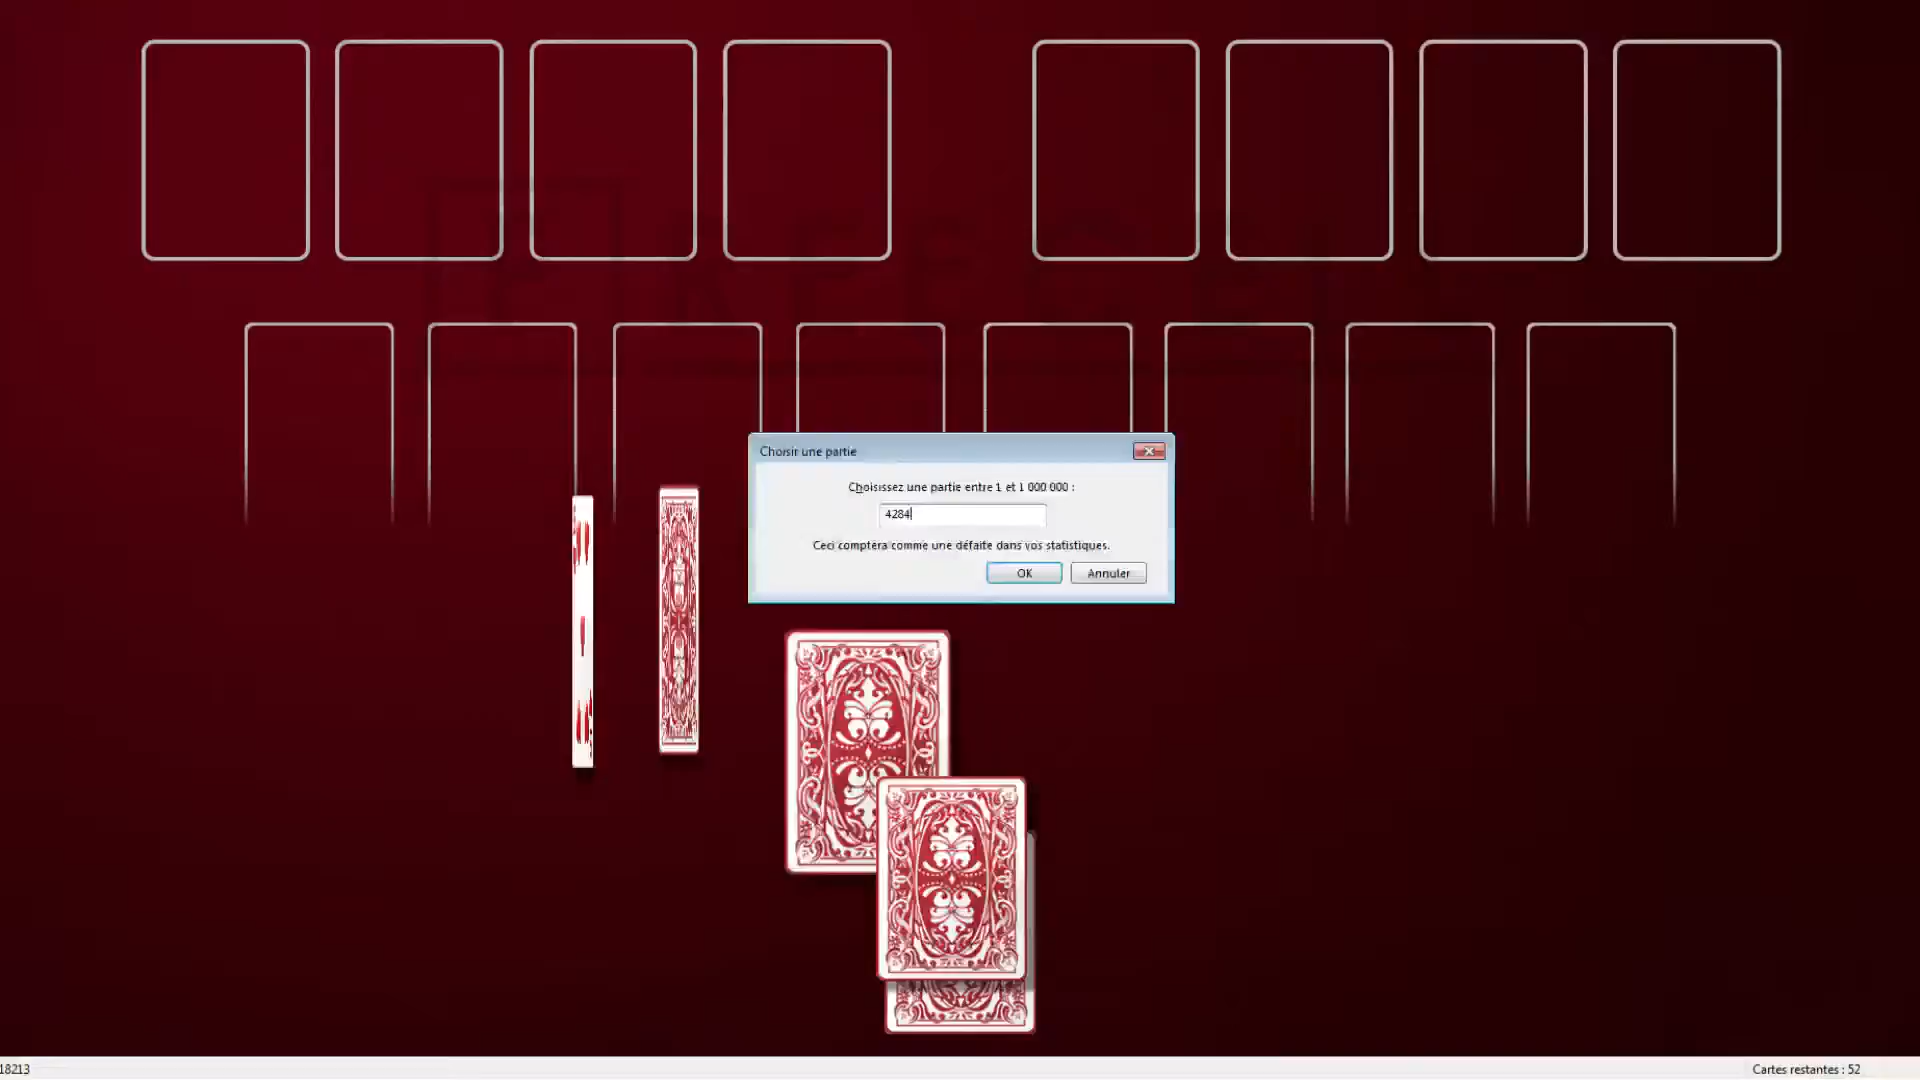 Choisir une partie
Choisissez une partie entre 1 et 1 000 000 :
4284
Ceci comptera comme une défaite dans vos statistiques.
OK
Annuler
18213
Cartes restantes : 52